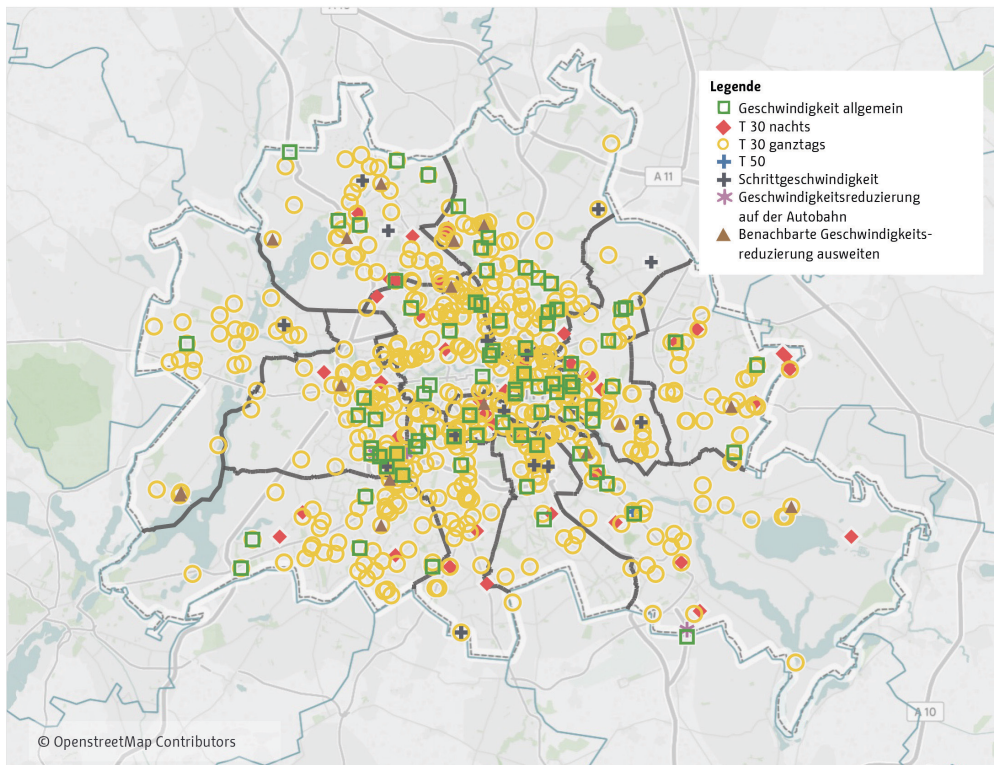 Legende
Geschwindigkeit allgemein
T 30 nachts
T 30 ganztags
T 50
Schrittgeschwindigkeit
Geschwindigkeitsreduzierung
auf der Autobahn
Benachbarte Geschwindigkeits-
reduzierung ausweiten
A 11
A 10
© OpenstreetMap Contributors